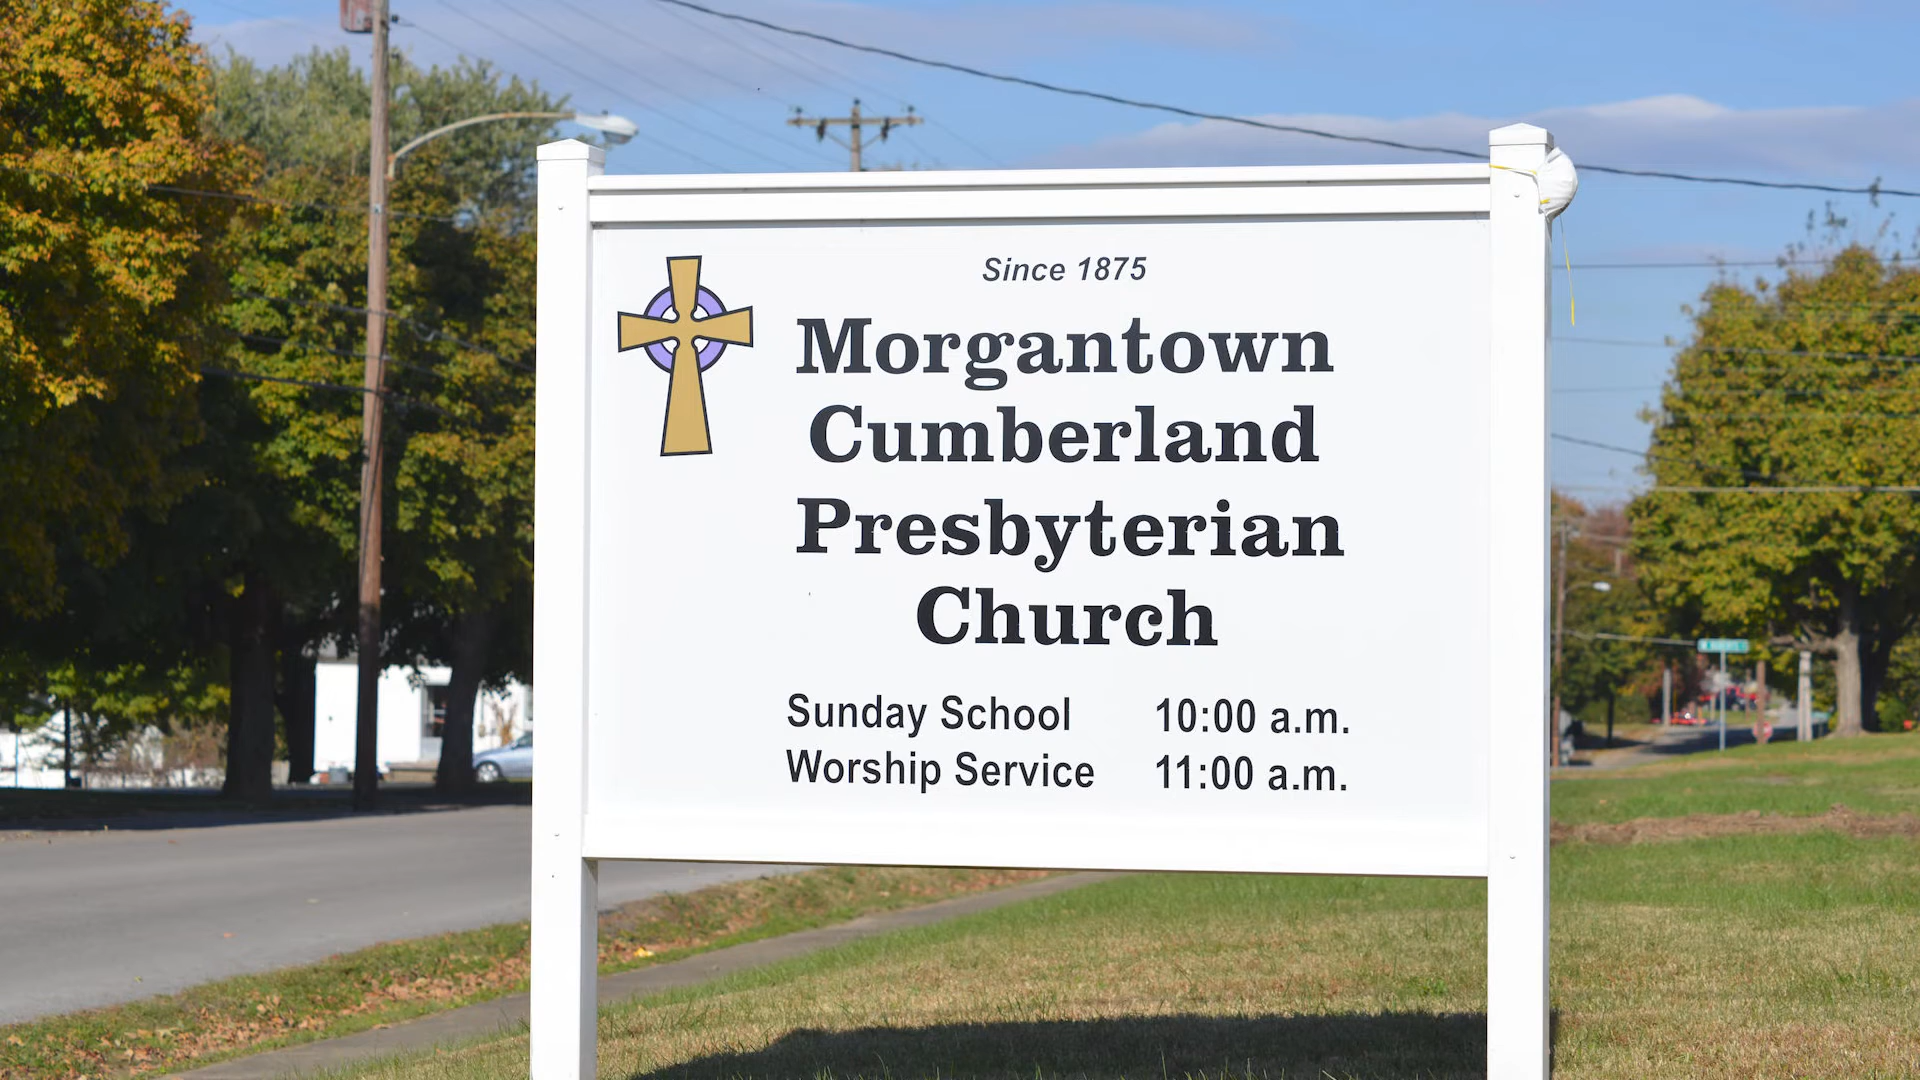 Since 1875
Morgantown
Cumberland
Presbyterian
Church
Sunday School 10:00 a.m.
Worship Service 11:00 a.m.